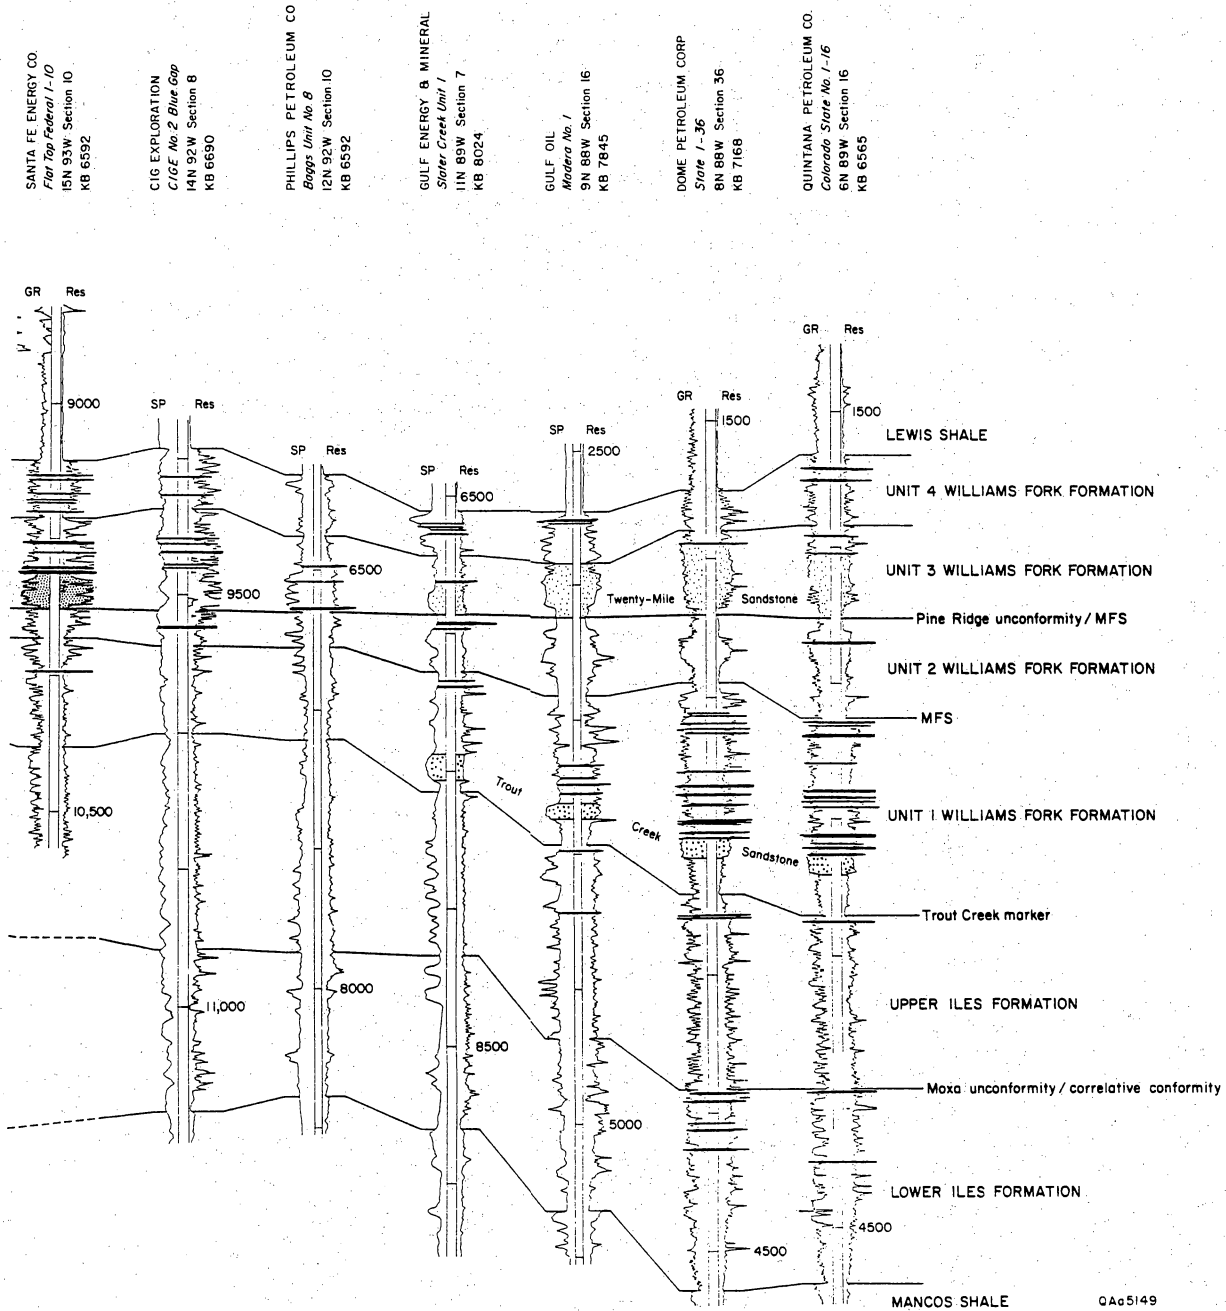 SANTA FE ENERGY CO.
Flat Top Federal 1-10
15N 93W Section 10
KB 6592
CIG EXPLORATION
CIGE No. 2 Blue Gap
14N 92W Section 8
KB 6690
PHILLIPS PETROLEUM CO
Baggs Unit No. 8
12N 92W Section 10
KB 6592
GULF ENERGY & MINERAL
Slater Creek Unit 1
11N 89W Section 7
KB 8024
GULF OIL
Madera No. 1
9N 88W Section 16
KB 7845
DOME PETROLEUM CORP
State 1-36
8N 88W Section 36
KB 7168
QUINTANA PETROLEUM CO.
Colorado State No. 1-16
6N 89W Section 16
KB 6565
GR Res
9000
10,500
SP Res
9500
11,000
SP Res
6500
8000
SP Res
6500
8500
SP Res
2500
5000
GR Res
1500
4500
GR Res
1500
4500
Twenty-Mile Sandstone
Trout Creek Sandstone
LEWIS SHALE
UNIT 4 WILLIAMS FORK FORMATION
UNIT 3 WILLIAMS FORK FORMATION
Pine Ridge unconformity / MFS
UNIT 2 WILLIAMS FORK FORMATION
MFS
UNIT 1 WILLIAMS FORK FORMATION
Trout Creek marker
UPPER ILES FORMATION
Moxa unconformity / correlative conformity
LOWER ILES FORMATION
MANCOS SHALE
QAa5149